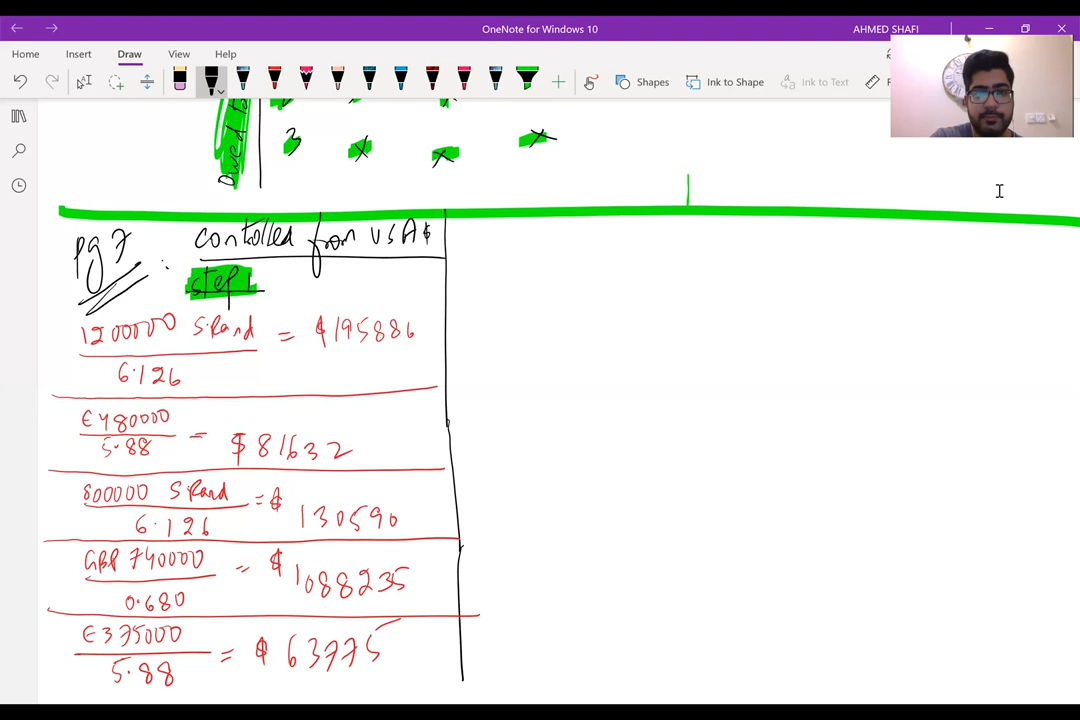 OneNote for Windows 10
AHMED SHAFI
Home Insert Draw View Help
Shapes Ink to Shape Ink to Text R
owed
3 x x x
pg 7 : controlled from USA $
step 1
1200000 S.Rand / 6.126 = $195886
€480000 / 5.88 = $81632
800000 S.Rand / 6.126 = $130590
GBP 740000 / 0.680 = $1088235
€375000 / 5.88 = $63775